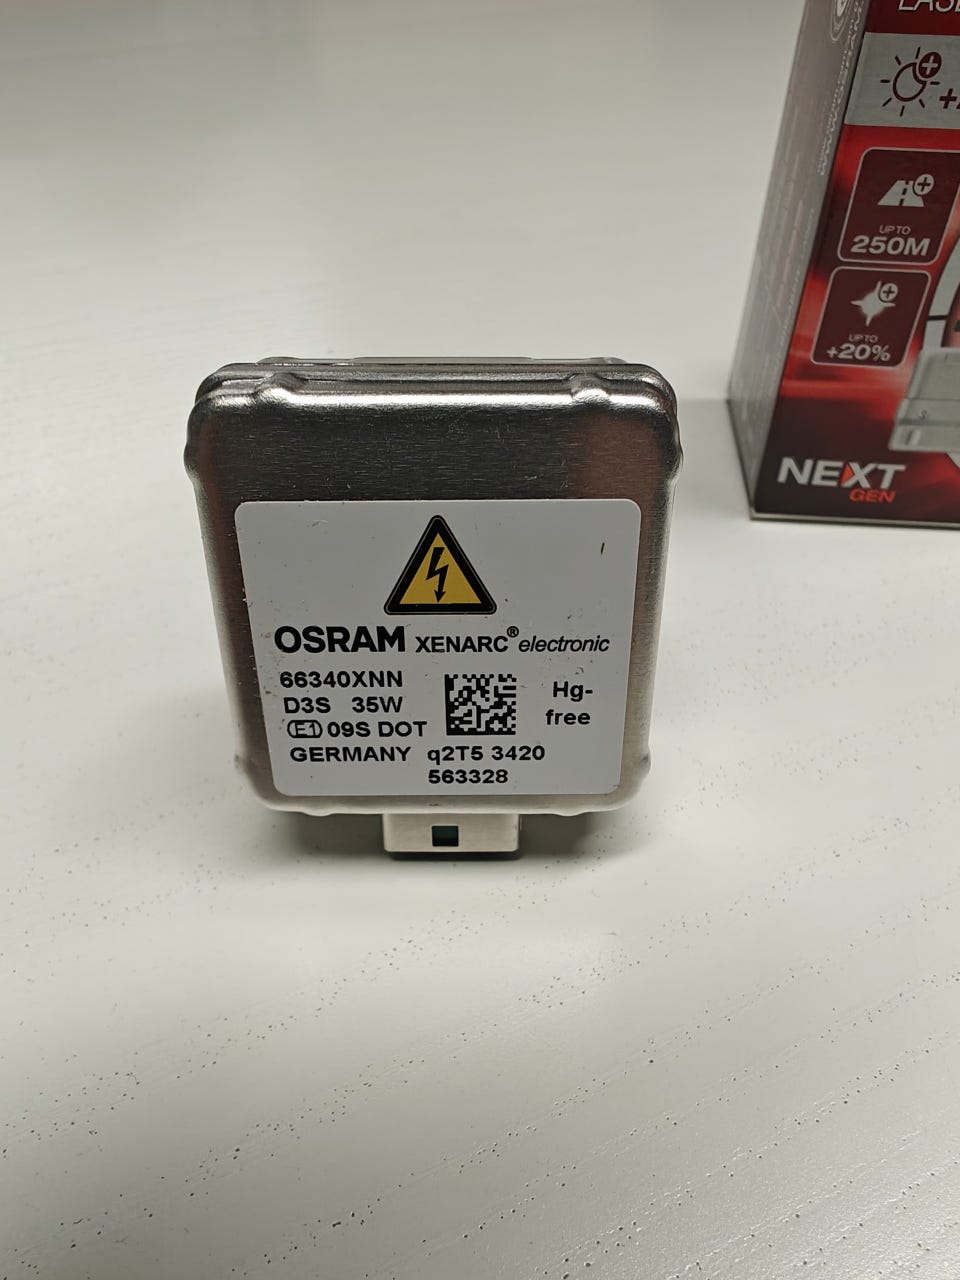 UP TO
250M
UP TO
+20%
NEXT
GEN
OSRAM XENARC® electronic
66340XNN
D3S 35W
Hg-
free
E1 09S DOT
GERMANY q2T5 3420
563328